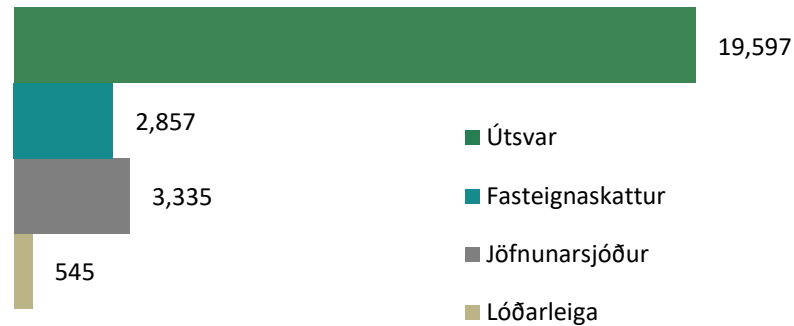 19,597
2,857
Útsvar
Fasteignaskattur
3,335
Jöfnunarsjóður
545
Lóðarleiga